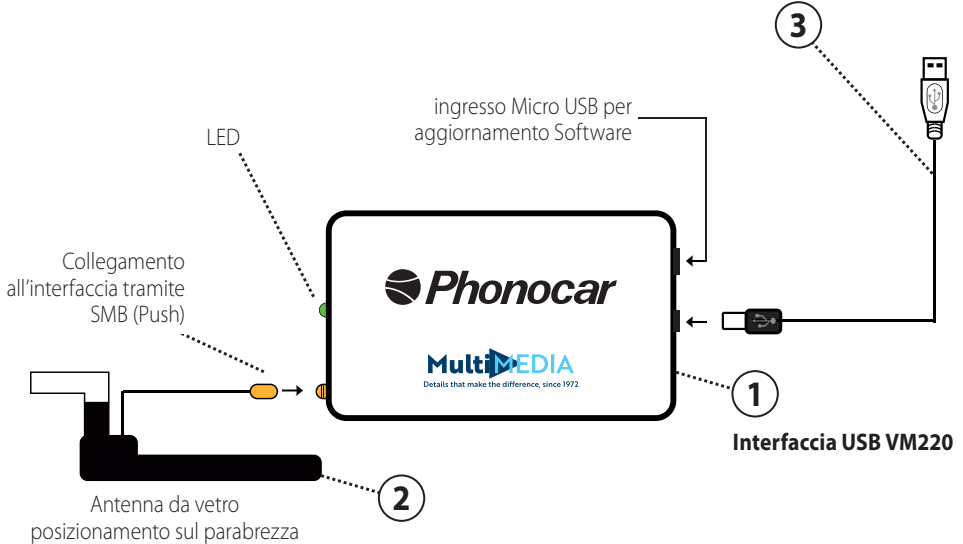 3
ingresso Micro USB per
aggiornamento Software
LED
Collegamento
all'interfaccia tramite
SMB (Push)
Phonocar
MultiMEDIA
Details that make the difference, since 1972
1
Interfaccia USB VM220
2
Antenna da vetro
posizionamento sul parabrezza